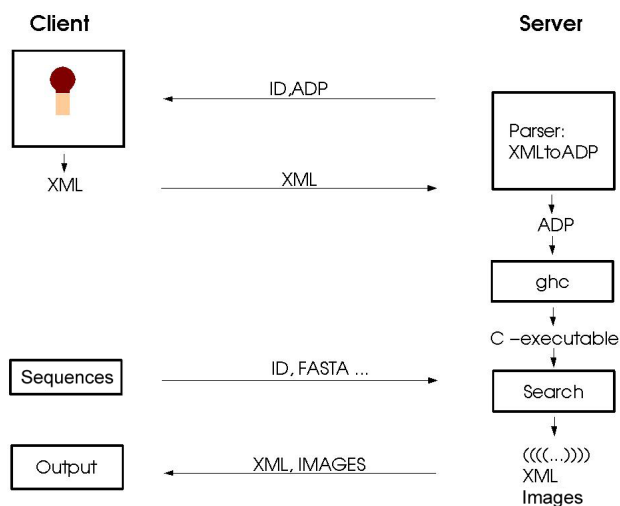 Client
Server
ID,ADP
Parser:
XMLtoADP
XML
XML
ADP
ghc
C –executable
Sequences
ID, FASTA ...
Search
Output
XML, IMAGES
((((...))))
XML
Images